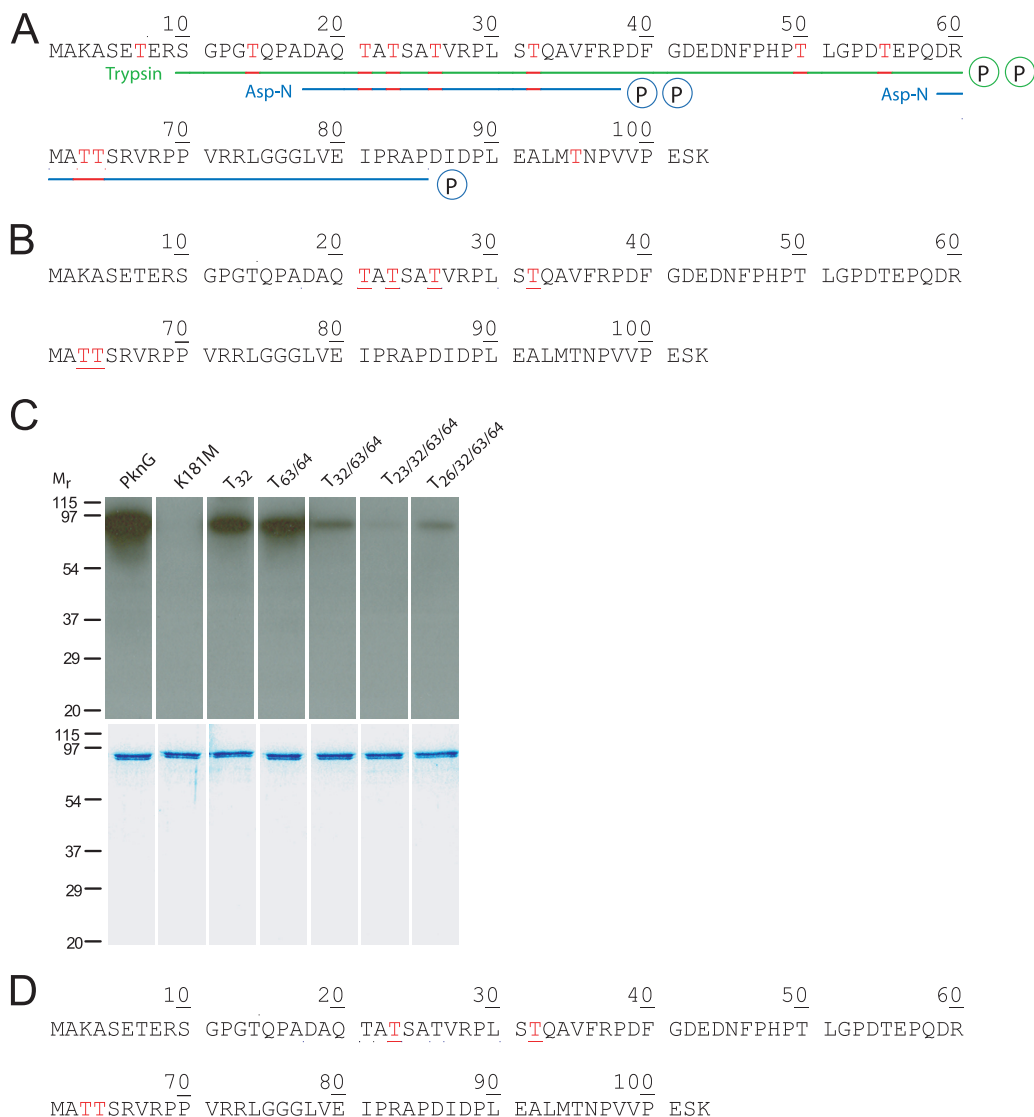 A
10 20 30 40 50 60
MAKASETERS GPGTQPADAQ TATSATVRPL STQAVFRPDF GDEDNFPHPT LGPDTEPQDR
Trypsin P P
Asp-N P P Asp-N
70 80 90 100
MATTSRVRPP VRRLGGGLVE IPRAPDIDPL EALMTNPVVP ESK
P
B
10 20 30 40 50 60
MAKASETERS GPGTQPADAQ TATSATVRPL STQAVFRPDF GDEDNFPHPT LGPDTEPQDR
70 80 90 100
MATTSRVRPP VRRLGGGLVE IPRAPDIDPL EALMTNPVVP ESK
C
Mr PknG K181M T32 T63/64 T32/63/64 T23/32/63/64 T26/32/63/64
115
97
54
37
29
20
115
97
54
37
29
20
D
10 20 30 40 50 60
MAKASETERS GPGTQPADAQ TATSATVRPL STQAVFRPDF GDEDNFPHPT LGPDTEPQDR
70 80 90 100
MATTSRVRPP VRRLGGGLVE IPRAPDIDPL EALMTNPVVP ESK